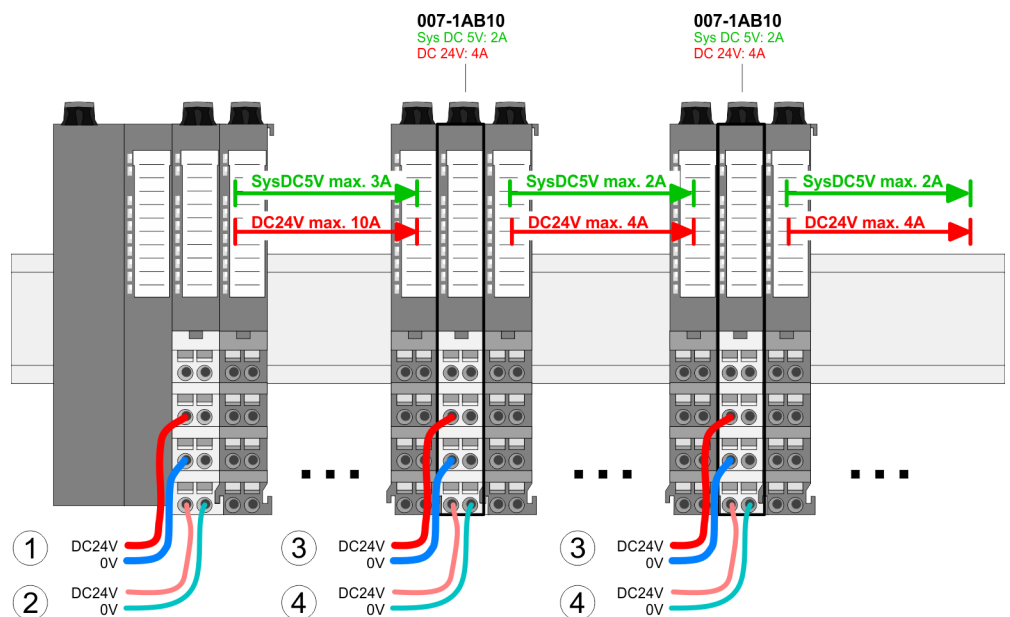 007-1AB10
Sys DC 5V: 2A
DC 24V: 4A
007-1AB10
Sys DC 5V: 2A
DC 24V: 4A
SysDC5V max. 3A
SysDC5V max. 2A
SysDC5V max. 2A
DC24V max. 10A
DC24V max. 4A
DC24V max. 4A
1
DC24V
0V
3
DC24V
0V
3
DC24V
0V
2
DC24V
0V
4
DC24V
0V
4
DC24V
0V